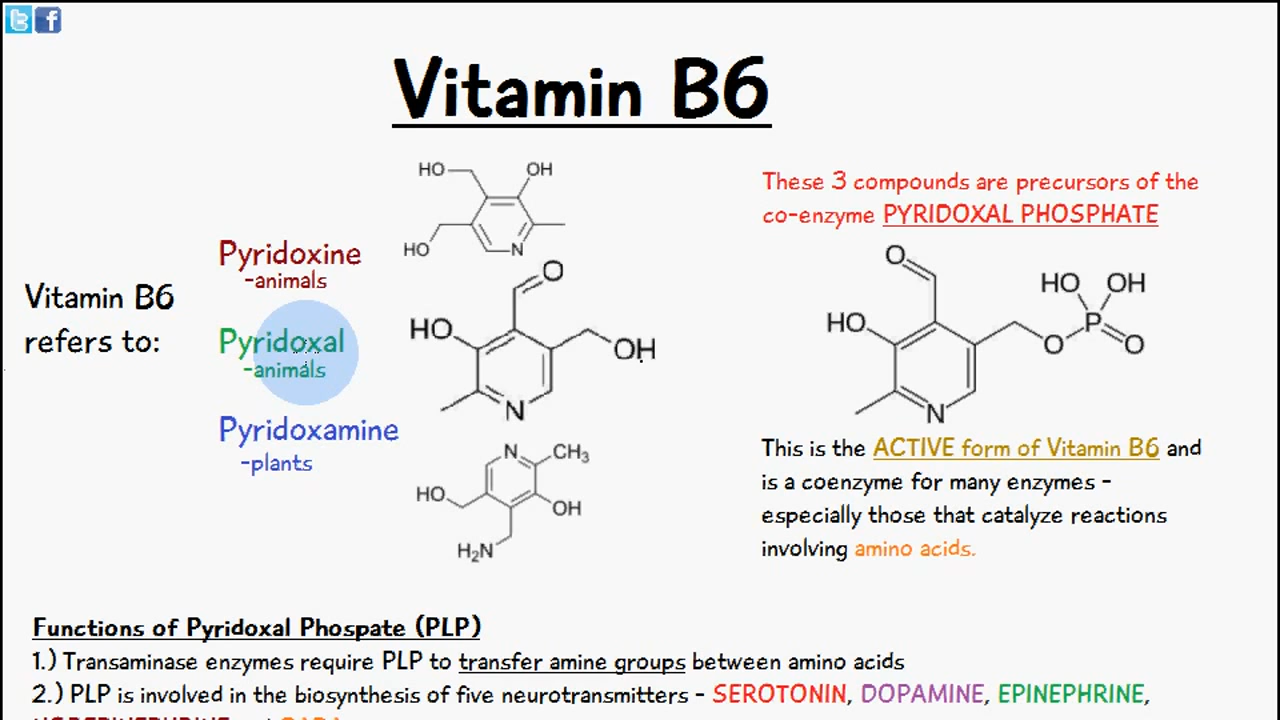 Vitamin B6
HO
OH
HO
N
These 3 compounds are precursors of the
co-enzyme PYRIDOXAL PHOSPHATE
Pyridoxine
-animals
Vitamin B6
refers to:
Pyridoxal
-animals
Pyridoxamine
-plants
O
HO
OH
N
N
CH3
HO
OH
H2N
O
HO
OH
HO
P
O
O
N
This is the ACTIVE form of Vitamin B6 and
is a coenzyme for many enzymes -
especially those that catalyze reactions
involving amino acids.
Functions of Pyridoxal Phospate (PLP)
1.) Transaminase enzymes require PLP to transfer amine groups between amino acids
2.) PLP is involved in the biosynthesis of five neurotransmitters - SEROTONIN, DOPAMINE, EPINEPHRINE,